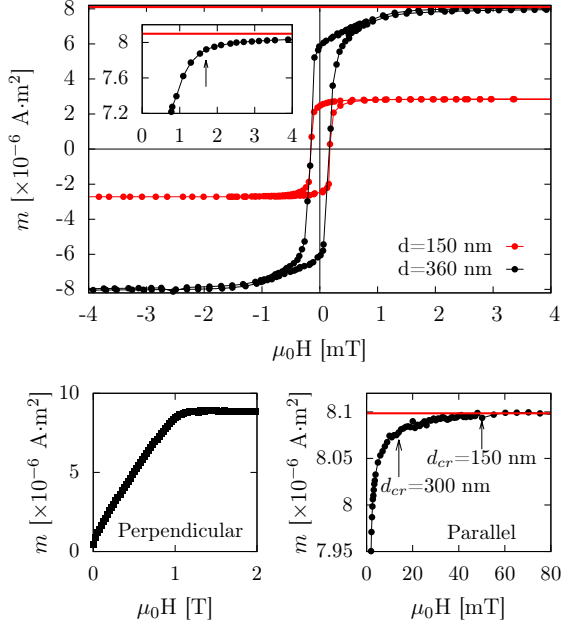 8
6
4
2
0
-2
-4
-6
-8
m [×10⁻⁶ A·m²]
8
7.6
7.2
0 1 2 3 4
d=150 nm
d=360 nm
-4 -3 -2 -1 0 1 2 3 4
μ₀H [mT]
10
5
0
m [×10⁻⁶ A·m²]
Perpendicular
0 1 2
μ₀H [T]
8.1
8.05
8
7.95
m [×10⁻⁶ A·m²]
d_cr=150 nm
d_cr=300 nm
Parallel
0 20 40 60 80
μ₀H [mT]